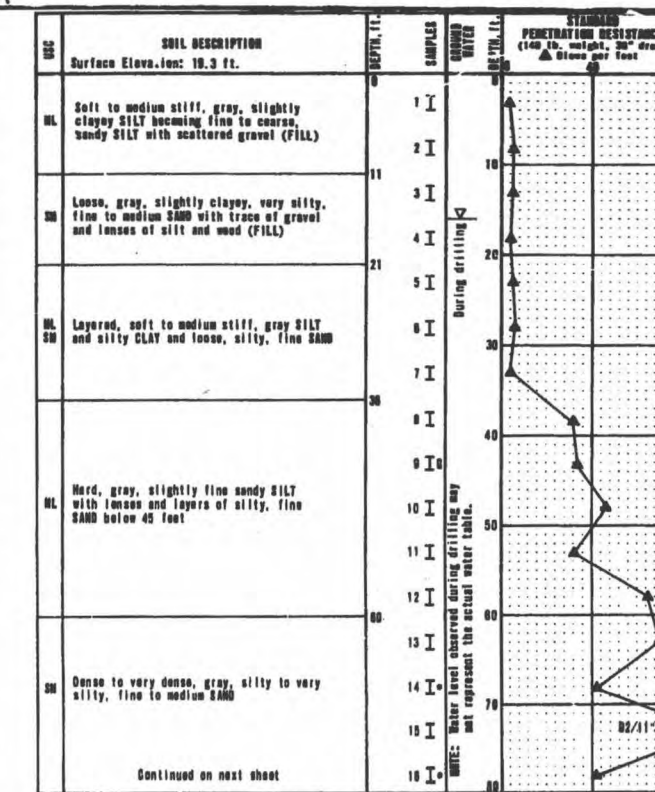 USC
SOIL DESCRIPTION
Surface Elevation: 19.3 ft.
DEPTH, ft.
SAMPLES
GROUND
WATER
DEPTH, ft.
STANDARD
PENETRATION RESISTANC
(140 lb. weight, 30" dro
▲ Blows per foot
0
0
40
ML
Soft to medium stiff, gray, slightly
clayey SILT becoming fine to coarse,
sandy SILT with scattered gravel (FILL)
1
2
10
11
SM
Loose, gray, slightly clayey, very silty,
fine to medium SAND with trace of gravel
and lenses of silt and wood (FILL)
3
4
During drilling
20
21
ML
SM
Layered, soft to medium stiff, gray SILT
and silty CLAY and loose, silty, fine SAND
5
6
7
30
36
ML
Hard, gray, slightly fine sandy SILT
with lenses and layers of silty, fine
SAND below 45 feet
8
9
10
11
12
40
50
60
60
SM
Dense to very dense, gray, silty to very
silty, fine to medium SAND
13
14
15
16
70
82/11"
80
Continued on next sheet
NOTE: Water level observed during drilling may
not represent the actual water table.